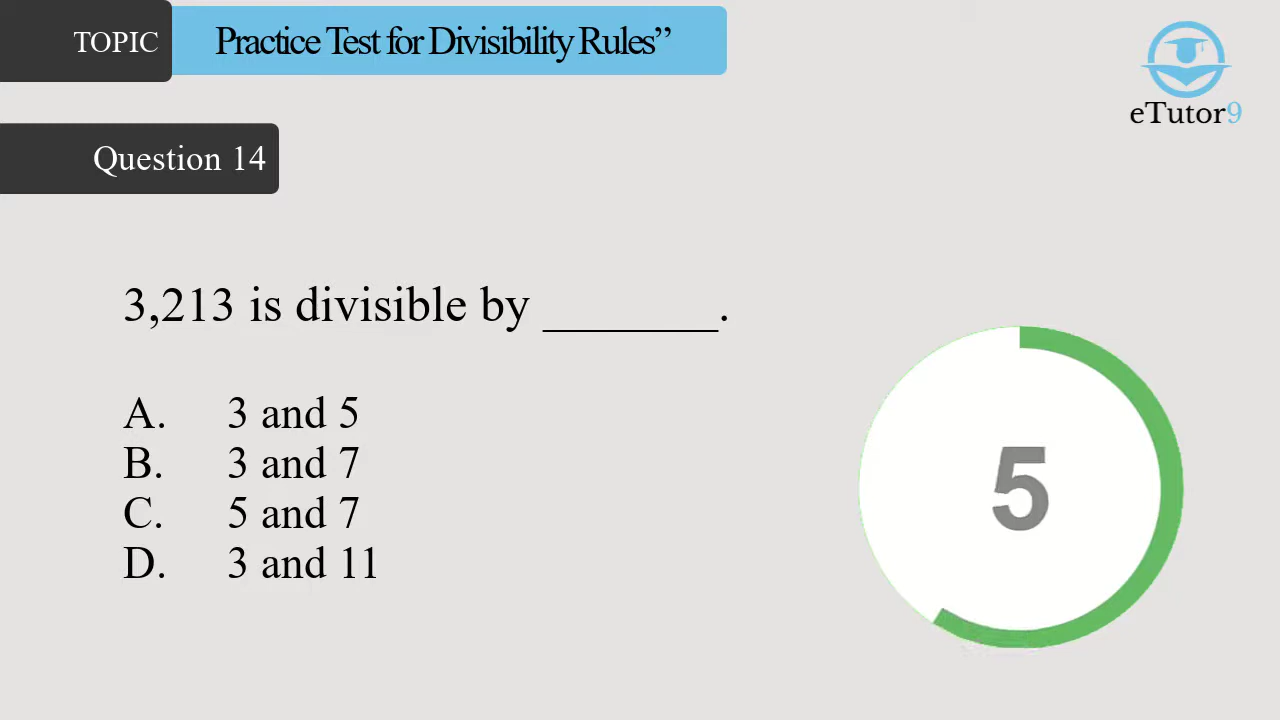 TOPIC
Practice Test for Divisibility Rules”
eTutor9
Question 14
3,213 is divisible by _______.
A. 3 and 5
B. 3 and 7
C. 5 and 7
D. 3 and 11
5